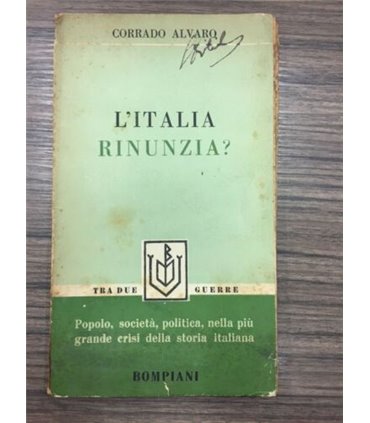 CORRADO ALVARO
L'ITALIA
RINUNZIA?
TRA DUE GUERRE
Popolo, società, politica, nella più
grande crisi della storia italiana
BOMPIANI